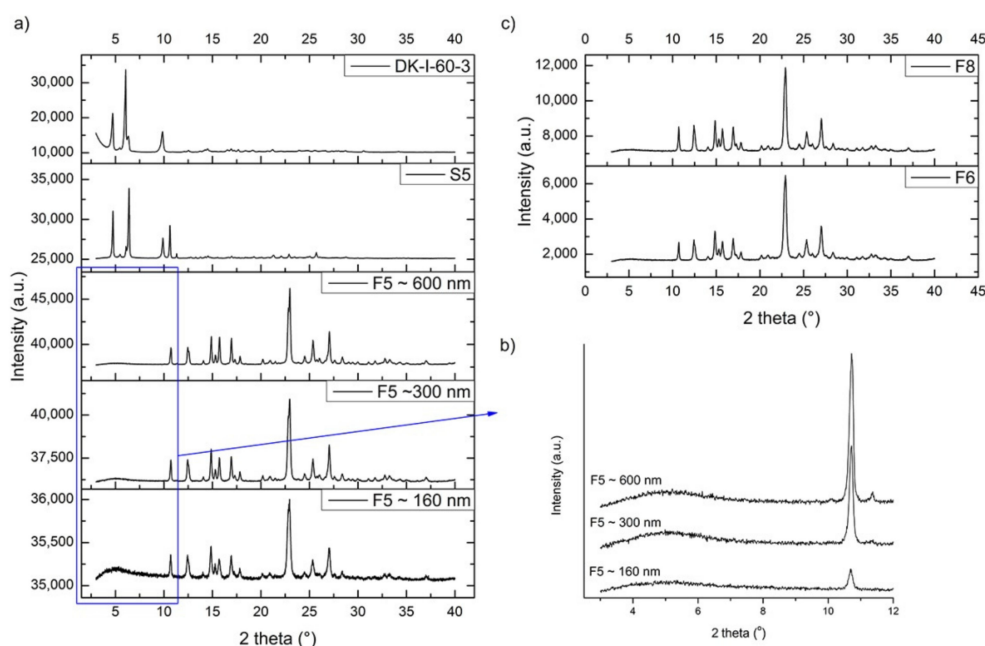 a)
5 10 15 20 25 30 35 40
DK-I-60-3
30,000
20,000
10,000
S5
35,000
30,000
25,000
F5 ~ 600 nm
45,000
40,000
F5 ~300 nm
40,000
37,500
F5 ~ 160 nm
36,000
35,500
35,000
5 10 15 20 25 30 35 40
2 theta (°)
Intensity (a.u.)
c)
0 5 10 15 20 25 30 35 40 45
F8
12,000
10,000
8,000
F6
6,000
4,000
2,000
0 5 10 15 20 25 30 35 40 45
2 theta (°)
Intensity (a.u.)
b)
F5 ~ 600 nm
F5 ~ 300 nm
F5 ~ 160 nm
4 6 8 10 12
2 theta (°)
Intensity (a.u.)